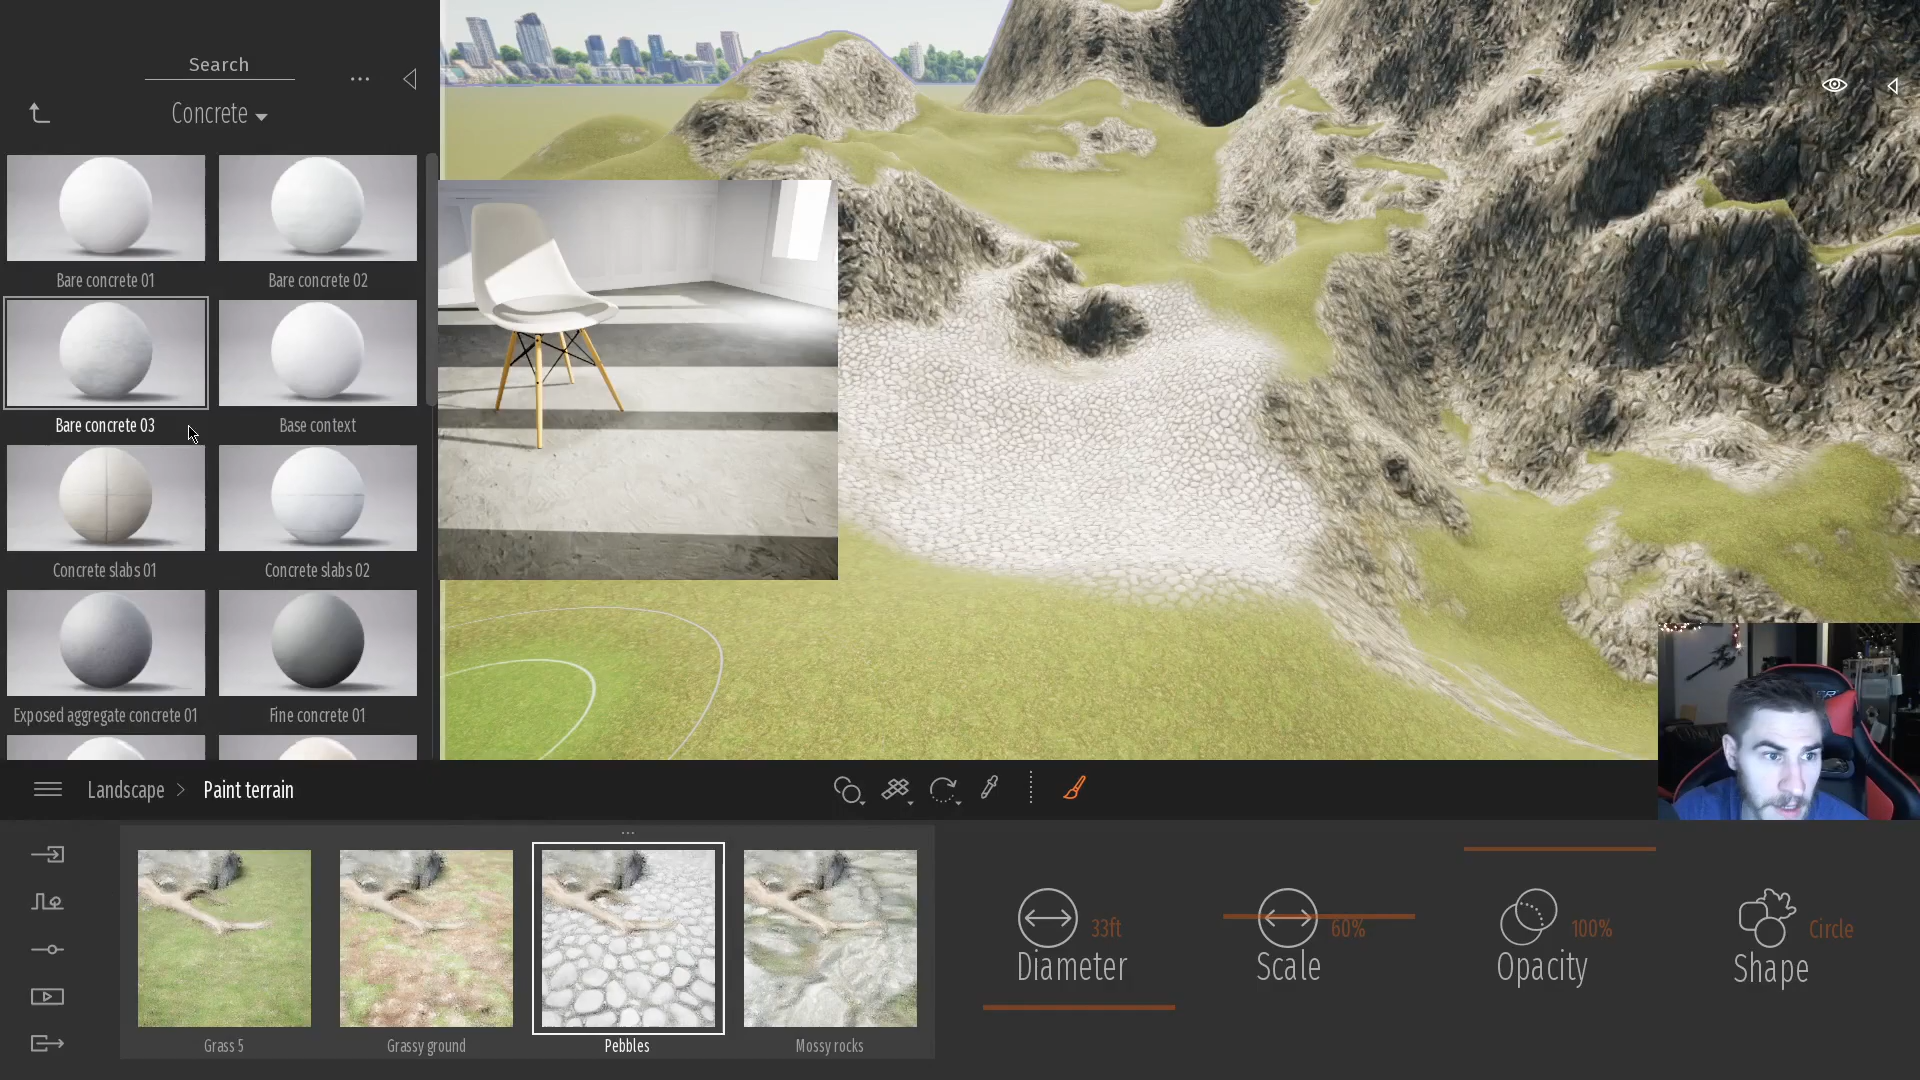 Search
Concrete
Bare concrete 01
Bare concrete 02
Bare concrete 03
Base context
Concrete slabs 01
Concrete slabs 02
Exposed aggregate concrete 01
Fine concrete 01
Landscape > Paint terrain
Grass 5
Grassy ground
Pebbles
Mossy rocks
33ft
Diameter
60%
Scale
100%
Opacity
Circle
Shape